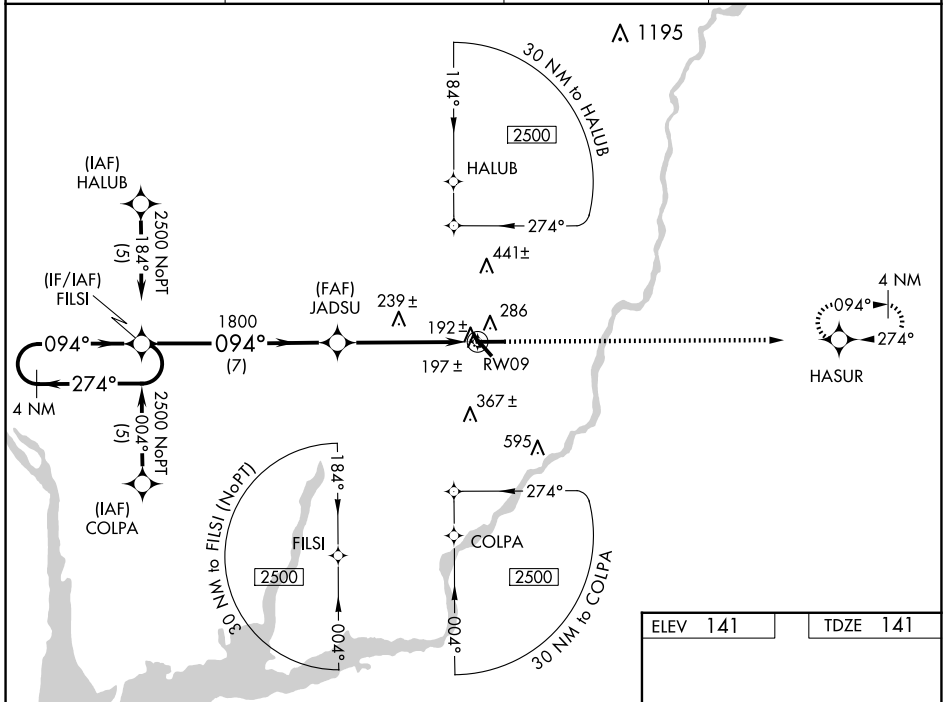 1195
30 NM to HALUB
184°
2500
HALUB
274°
(IAF)
HALUB
2500 NoPT
184°
(5)
(IF/IAF)
FILSI
094°
274°
4 NM
1800
094°
(7)
(FAF)
JADSU
239±
441±
286
192±
197±
RW09
4 NM
094°
274°
HASUR
367±
595
2500 NoPT
004°
(5)
(IAF)
COLPA
30 NM to FILSI (NoPT)
184°
FILSI
2500
004°
274°
COLPA
2500
004°
30 NM to COLPA
ELEV 141
TDZE 141